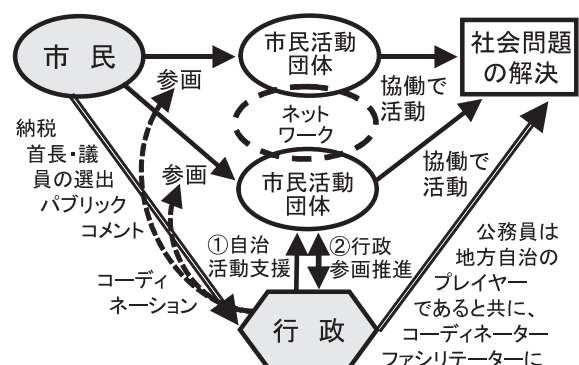 市 民
市民活動
団体
社会問題
の解決
参画
協働で
活動
ネット
ワーク
納税
首長・議
員の選出
パブリック
コメント
参画
市民活動
団体
協働で
活動
①自治
活動支援
②行政
参画推進
コーディ
ネーション
行 政
公務員は
地方自治の
プレイヤー
であると共に、
コーディネーター
ファシリテーターに